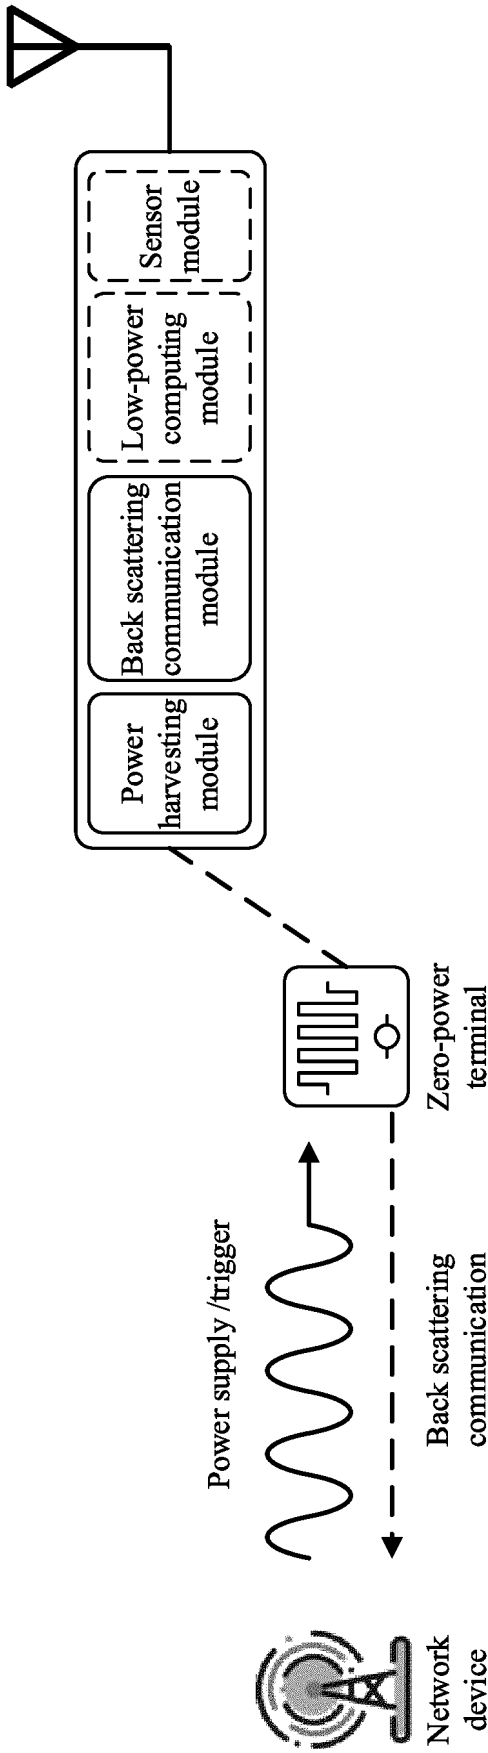 Network
device
Power supply /trigger
Back scattering
communication
Zero-power
terminal
Power
harvesting
module
Back scattering
communication
module
Low-power
computing
module
Sensor
module